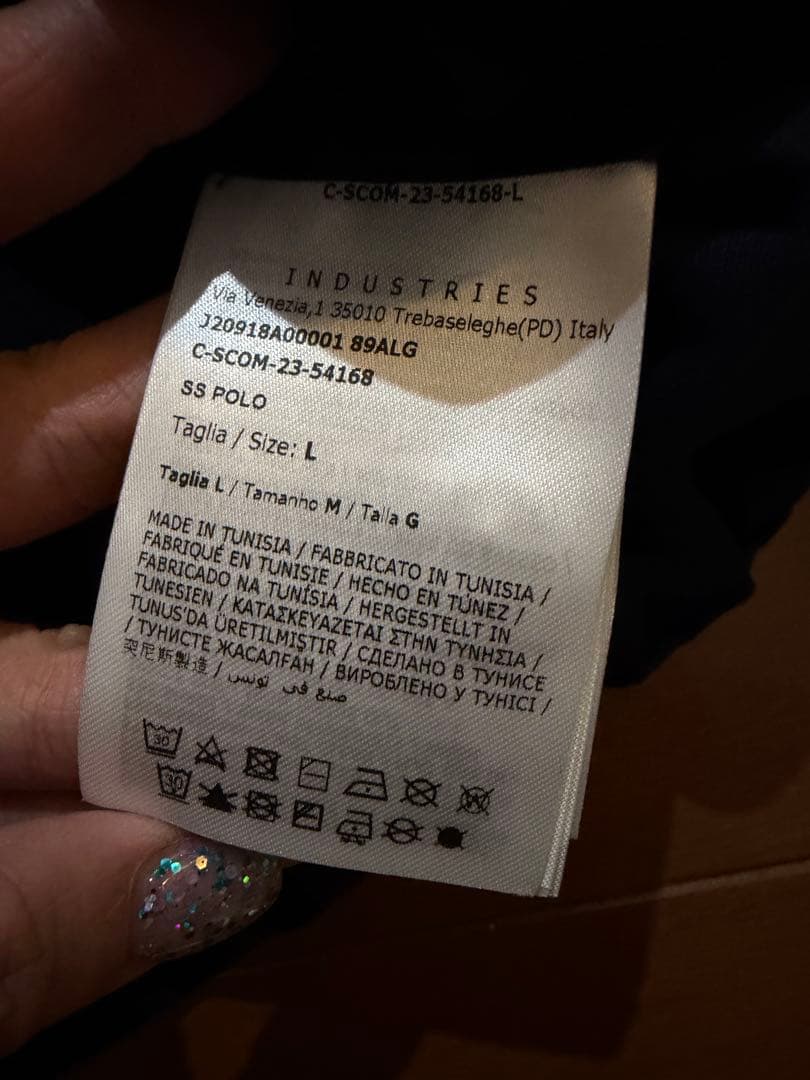 C-SCOM-23-54168-L
INDUSTRIES
Via Venezia,1 35010 Trebaseleghe(PD) Italy
J20918A00001 89ALG
C-SCOM-23-54168
SS POLO
Taglia / Size: L
Taglia L / Tamanho M / Talla G
MADE IN TUNISIA / FABBRICATO IN TUNISIA /
FABRIQUÉ EN TUNISIE / HECHO EN TÚNEZ /
FABRICADO NA TUNÍSIA / HERGESTELLT IN
TUNESIEN / ΚΑΤΑΣΚΕΥΑΖΕΤΑΙ ΣΤΗΝ ΤΥΝΗΣΙΑ /
TUNUS'DA ÜRETILMIŞTIR / СДЕЛАНО В ТУНИСЕ
/ ТУНИСТЕ ЖАСАЛҒАН / ВИРОБЛЕНО У ТУНІСІ /
突尼斯製造 / صنع في تونس
30
30